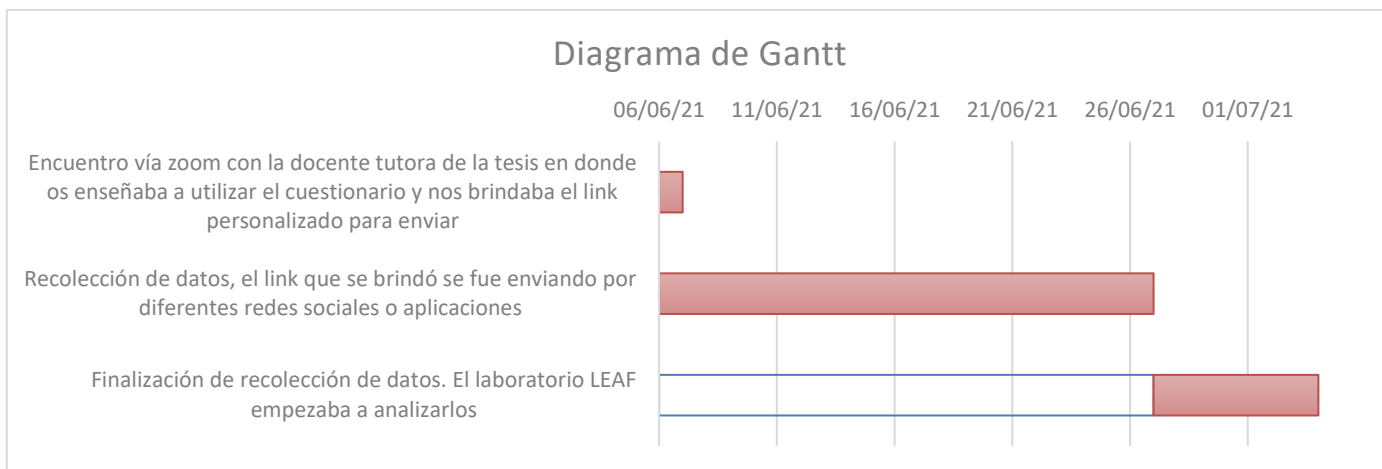 Diagrama de Gantt
06/06/21 11/06/21 16/06/21 21/06/21 26/06/21 01/07/21
Encuentro vía zoom con la docente tutora de la tesis en donde
os enseñaba a utilizar el cuestionario y nos brindaba el link
personalizado para enviar
Recolección de datos, el link que se brindó se fue enviando por
diferentes redes sociales o aplicaciones
Finalización de recolección de datos. El laboratorio LEAF
empezaba a analizarlos